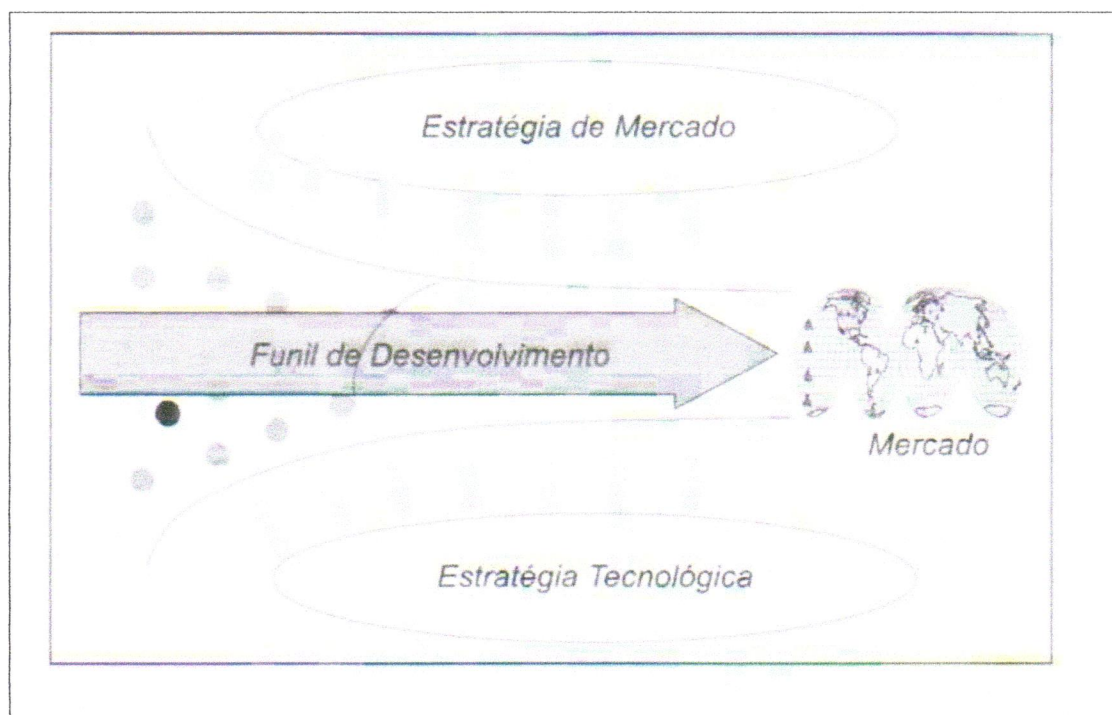 Estratégia de Mercado
Funil de Desenvolvimento
Mercado
Estratégia Tecnológica